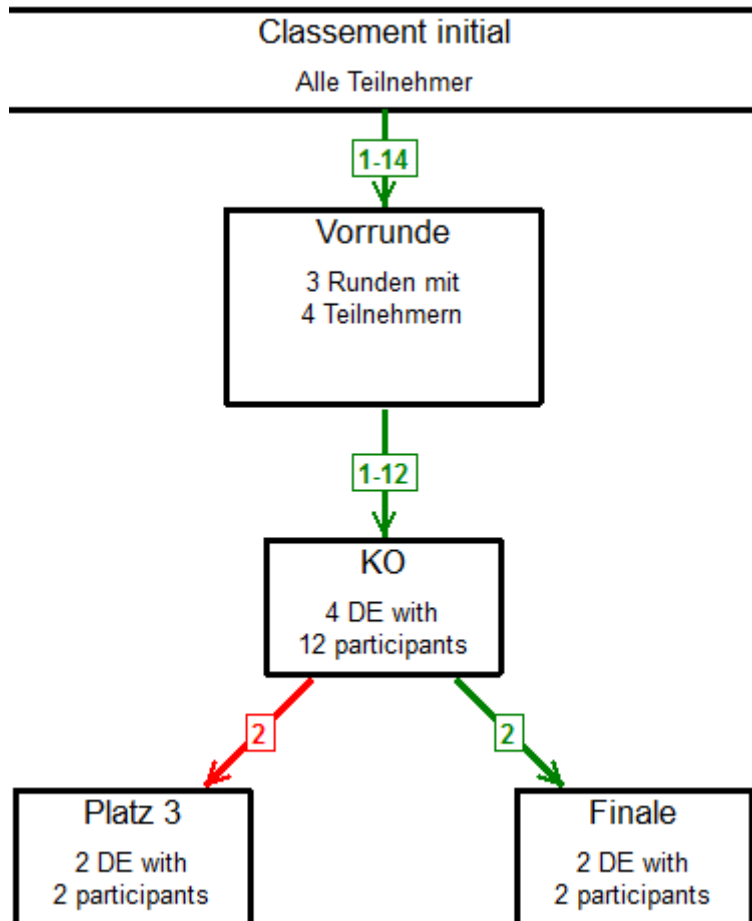 Classement initial
Alle Teilnehmer
1-14
Vorrunde
3 Runden mit
4 Teilnehmern
1-12
KO
4 DE with
12 participants
2
2
Platz 3
2 DE with
2 participants
Finale
2 DE with
2 participants